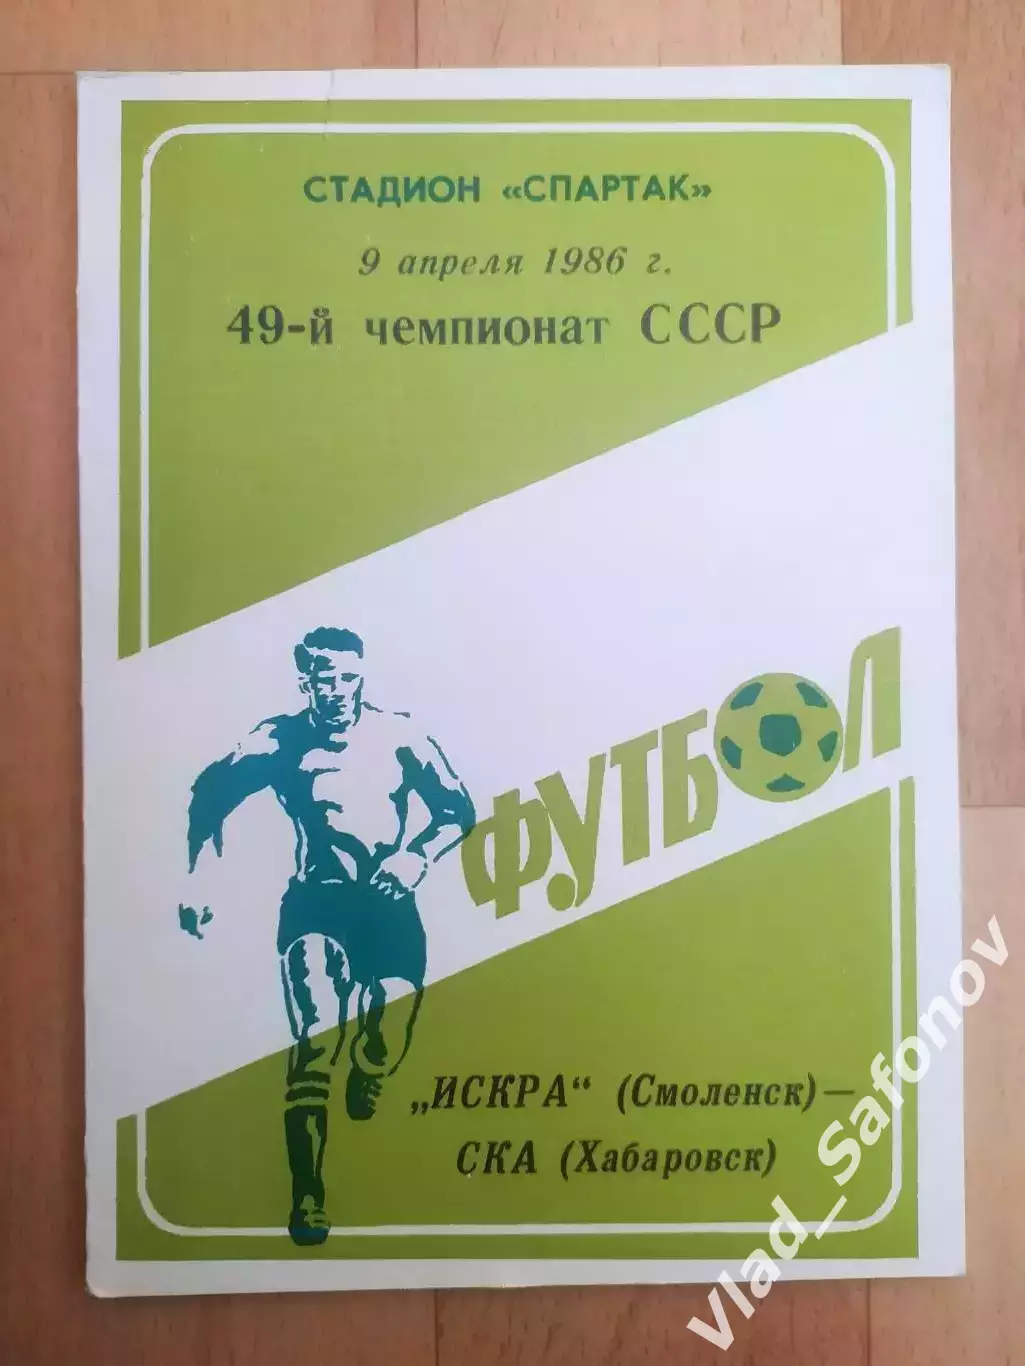 СТАДИОН «СПАРТАК»
9 апреля 1986 г.
49-й чемпионат СССР
ФУТБОЛ
„ИСКРА“ (Смоленск) —
СКА (Хабаровск)
Vlad_Safonov